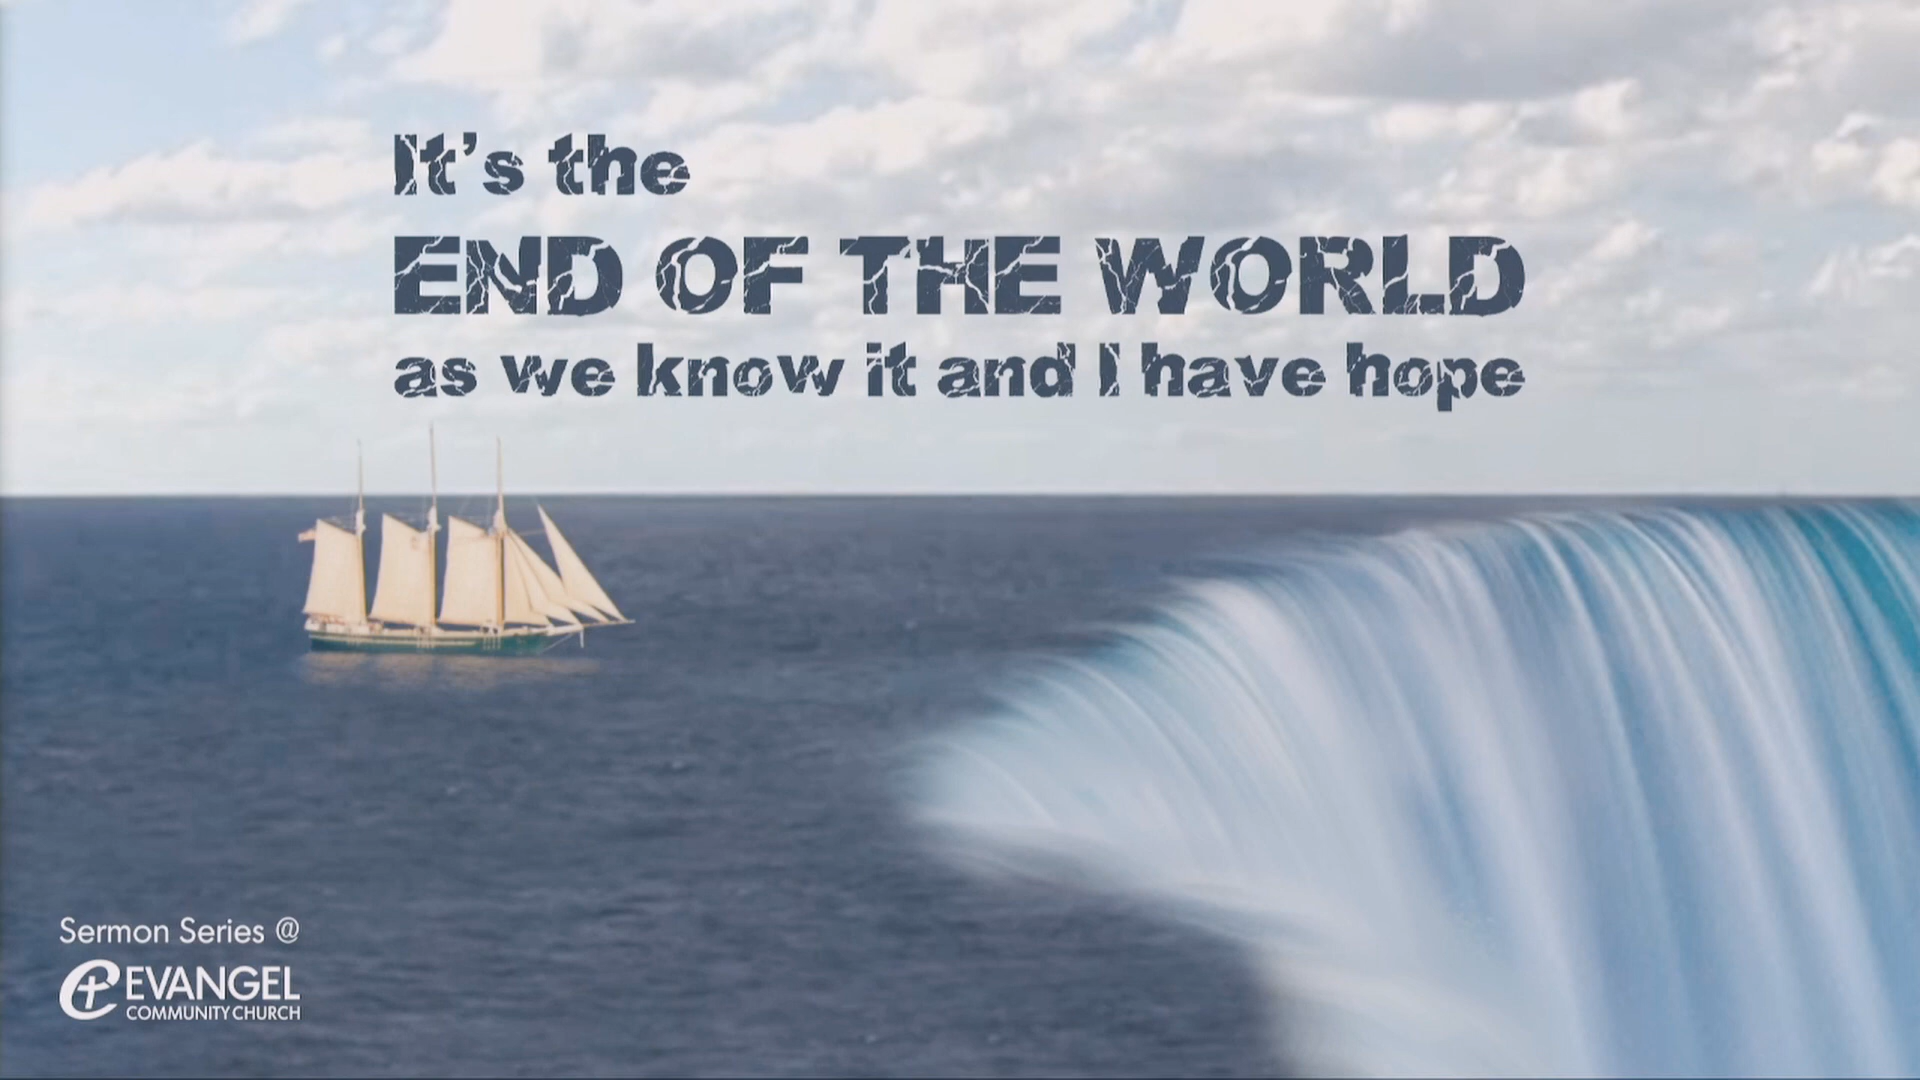 It's the
END OF THE WORLD
as we know it and I have hope
Sermon Series @
EVANGEL
COMMUNITY CHURCH